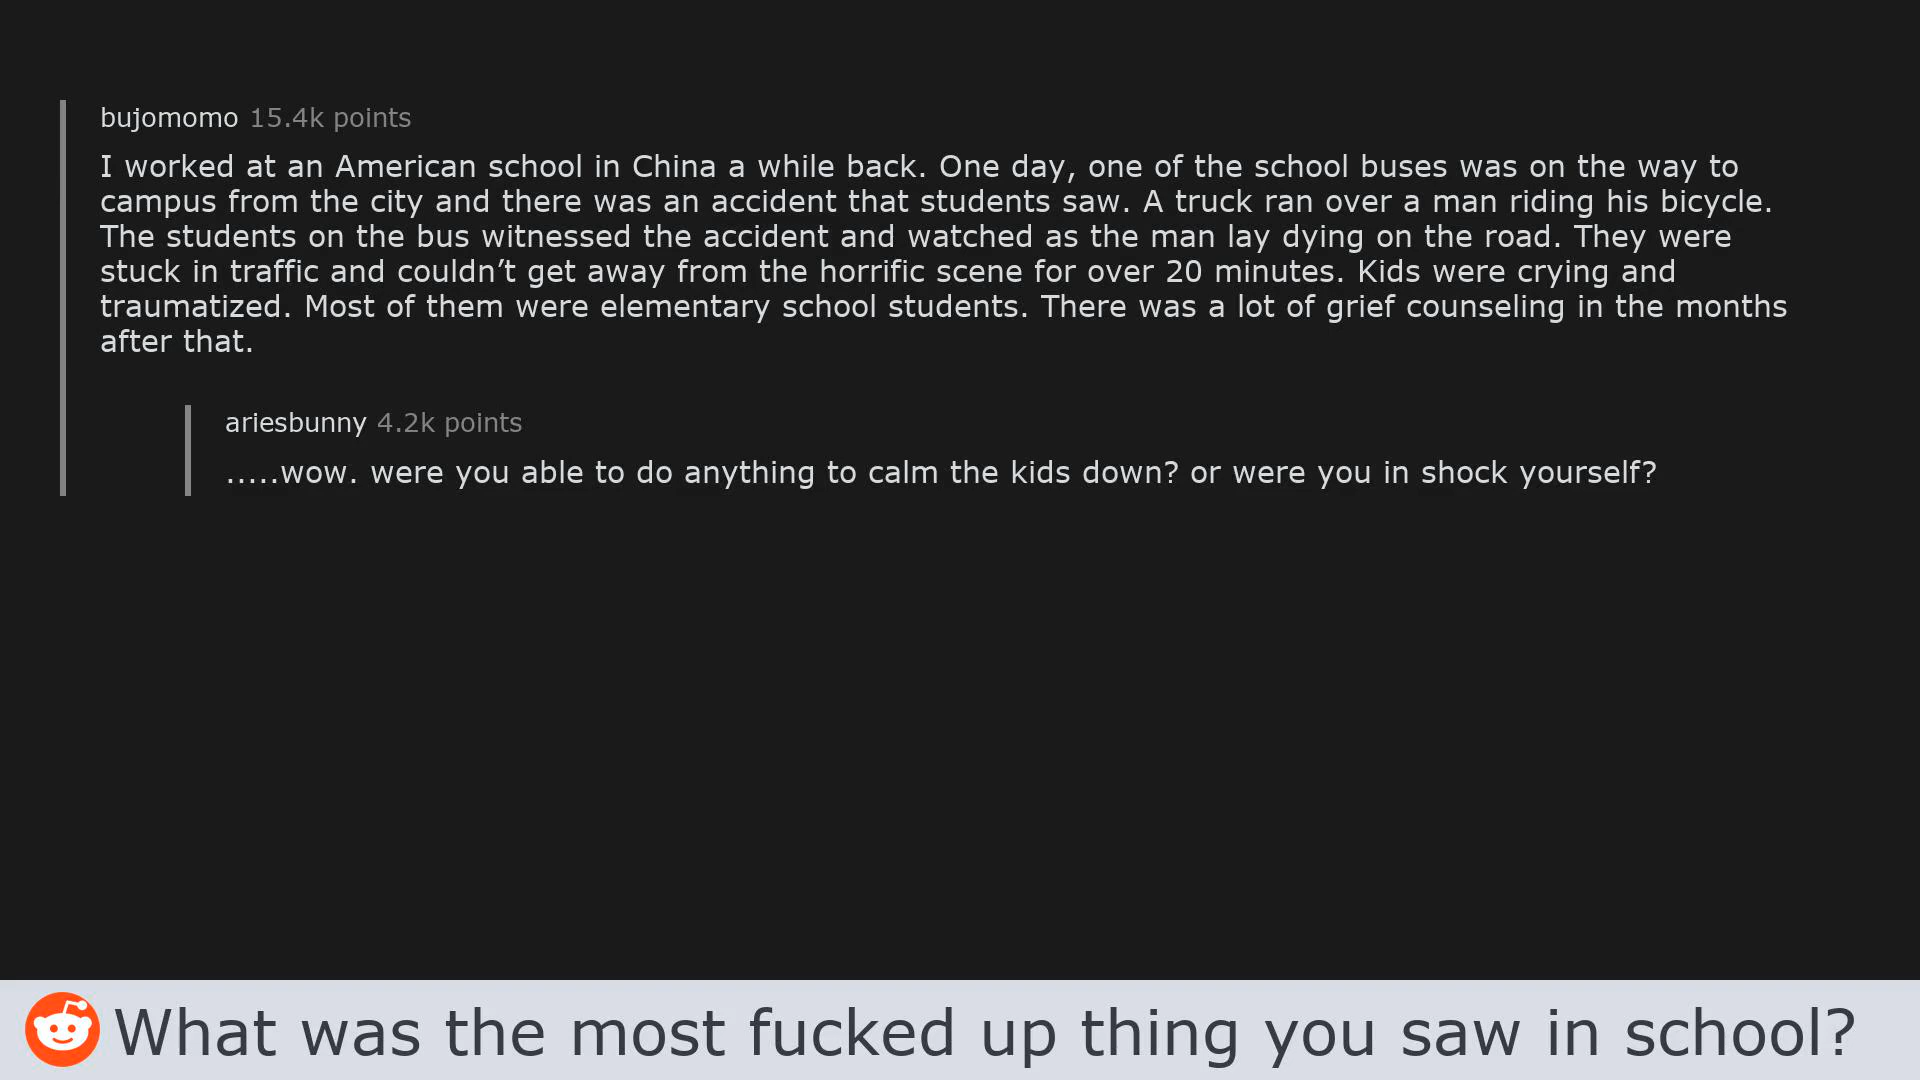 bujomomo 15.4k points
I worked at an American school in China a while back. One day, one of the school buses was on the way to
campus from the city and there was an accident that students saw. A truck ran over a man riding his bicycle.
The students on the bus witnessed the accident and watched as the man lay dying on the road. They were
stuck in traffic and couldn’t get away from the horrific scene for over 20 minutes. Kids were crying and
traumatized. Most of them were elementary school students. There was a lot of grief counseling in the months
after that.
ariesbunny 4.2k points
.....wow. were you able to do anything to calm the kids down? or were you in shock yourself?
What was the most fucked up thing you saw in school?